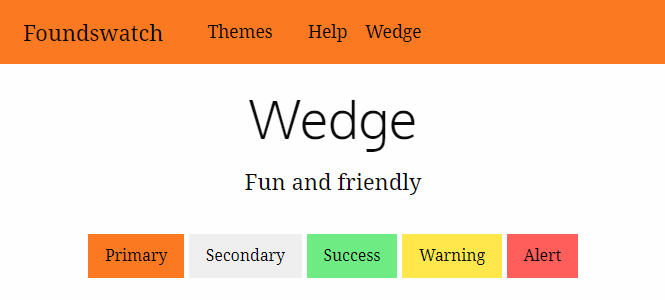 Foundswatch Themes Help Wedge
Wedge
Fun and friendly
Primary Secondary Success Warning Alert